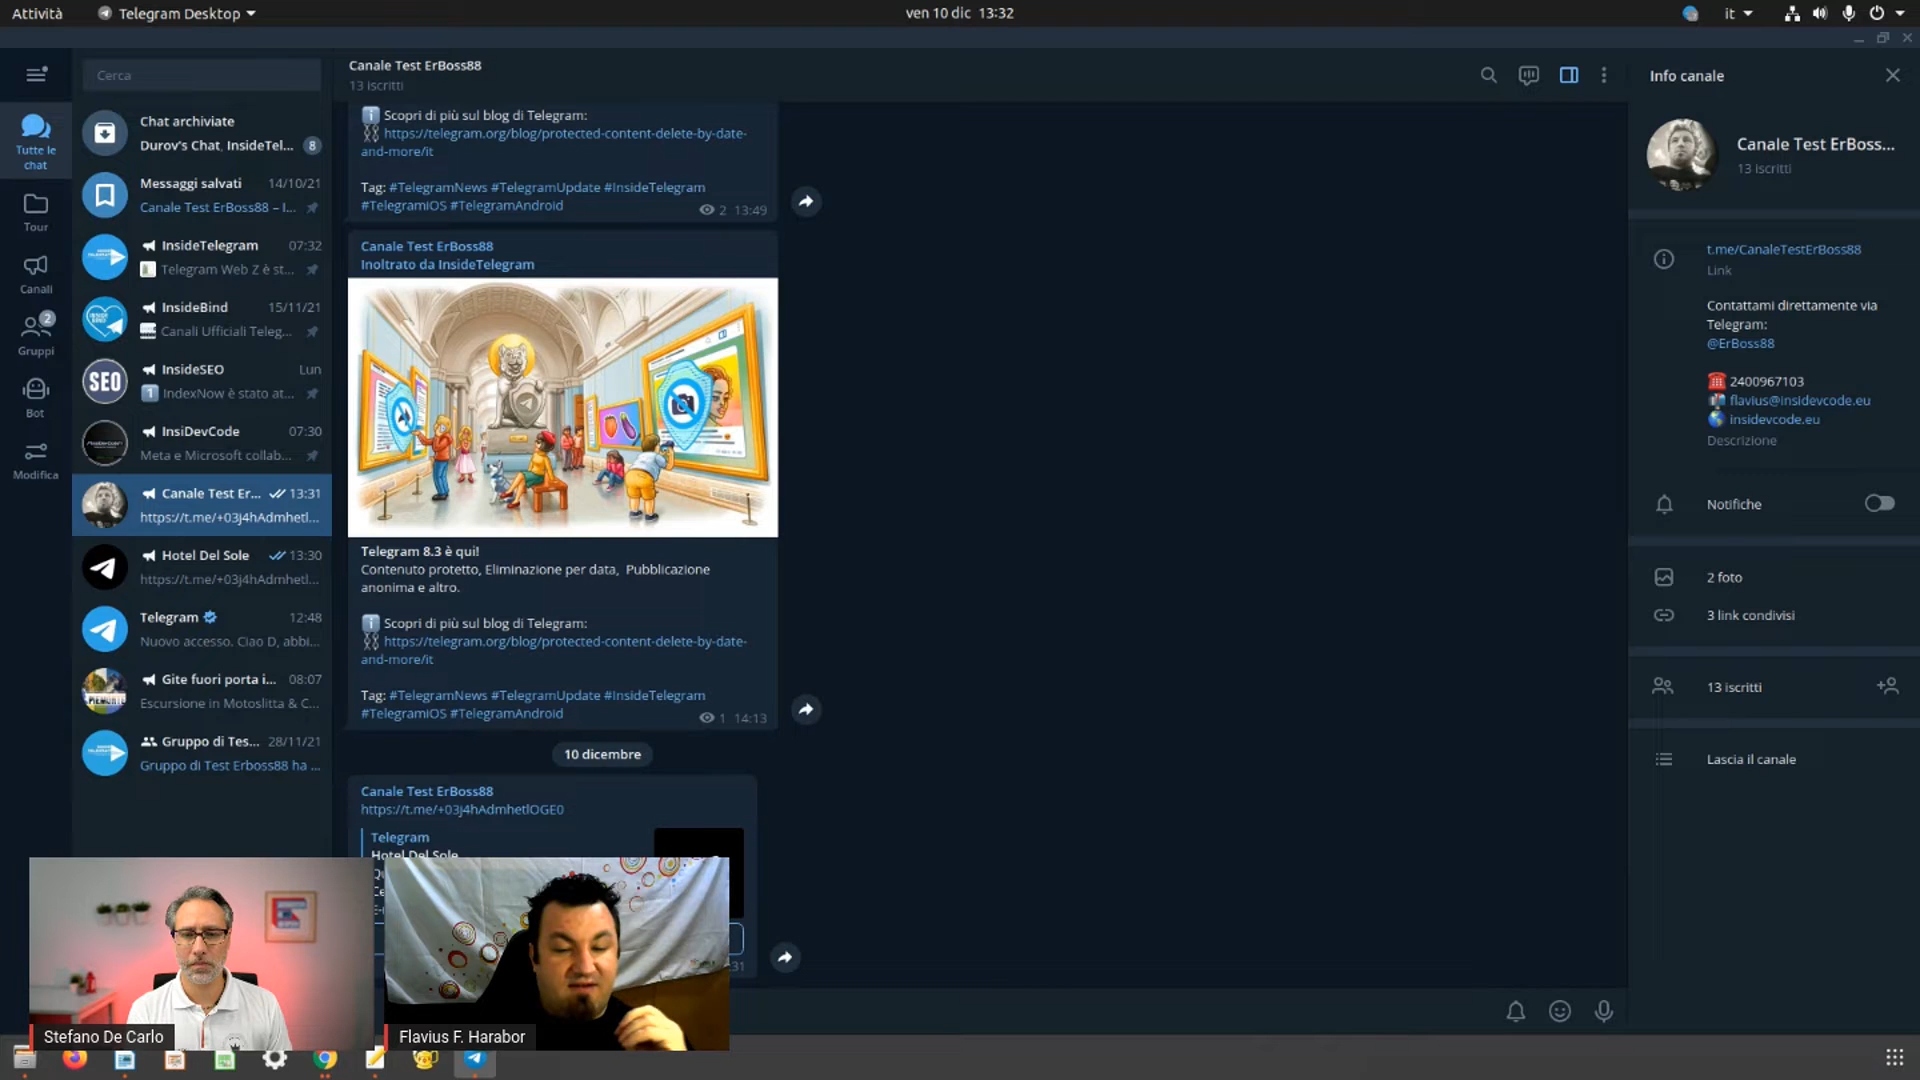 Attività
Telegram Desktop
ven 10 dic 13:32
it
Cerca
Tutte le
chat
Tour
Canali
2
Gruppi
Bot
Modifica
Chat archiviate
Durov's Chat, InsideTel...
8
Messaggi salvati
14/10/21
Canale Test ErBoss88 – I...
InsideTelegram
07:32
Telegram Web Z è st...
InsideBind
15/11/21
Canali Ufficiali Teleg...
InsideSEO
Lun
SEO
IndexNow è stato at...
InsiDevCode
07:30
Meta e Microsoft collab...
Canale Test Er...
13:31
https://t.me/+03j4hAdmhetl...
Hotel Del Sole
13:30
https://t.me/+03j4hAdmhetl...
Telegram
12:48
Nuovo accesso. Ciao D, abbi...
Gite fuori porta i...
08:07
Escursione in Motoslitta & C...
Gruppo di Tes...
28/11/21
Gruppo di Test Erboss88 ha ...
Canale Test ErBoss88
13 iscritti
Scopri di più sul blog di Telegram:
https://telegram.org/blog/protected-content-delete-by-date-
and-more/it
Tag: #TelegramNews #TelegramUpdate #InsideTelegram
#TelegramiOS #TelegramAndroid
2 13:49
Canale Test ErBoss88
Inoltrato da InsideTelegram
Telegram 8.3 è qui!
Contenuto protetto, Eliminazione per data, Pubblicazione
anonima e altro.
Scopri di più sul blog di Telegram:
https://telegram.org/blog/protected-content-delete-by-date-
and-more/it
Tag: #TelegramNews #TelegramUpdate #InsideTelegram
#TelegramiOS #TelegramAndroid
1 14:13
10 dicembre
Canale Test ErBoss88
https://t.me/+03j4hAdmhetlOGE0
Telegram
Hotel Del Sole
Stefano De Carlo
Flavius F. Harabor
Info canale
Canale Test ErBoss...
13 iscritti
t.me/CanaleTestErBoss88
Link
Contattami direttamente via
Telegram:
@ErBoss88
2400967103
flavius@insidevcode.eu
insidevcode.eu
Descrizione
Notifiche
2 foto
3 link condivisi
13 iscritti
Lascia il canale